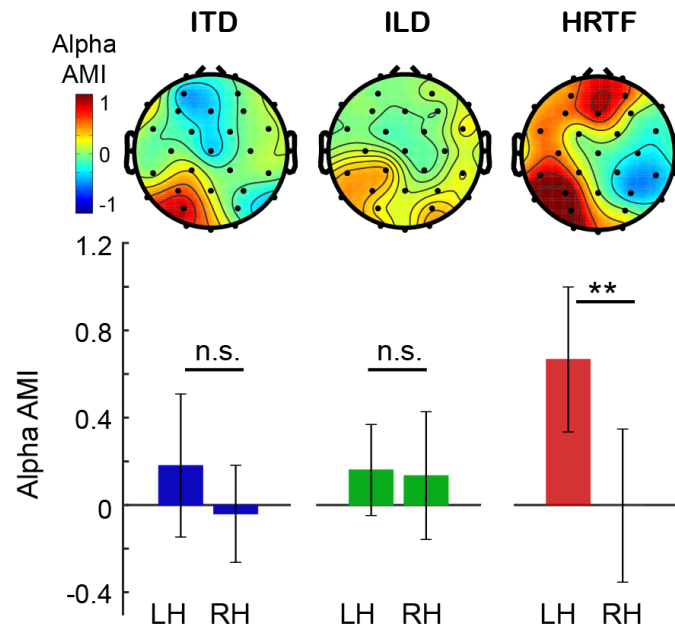 ITD ILD HRTF
Alpha
AMI
1
0
-1
Alpha AMI
1.2
0.8
0.4
0
-0.4
n.s. n.s. **
LH RH LH RH LH RH